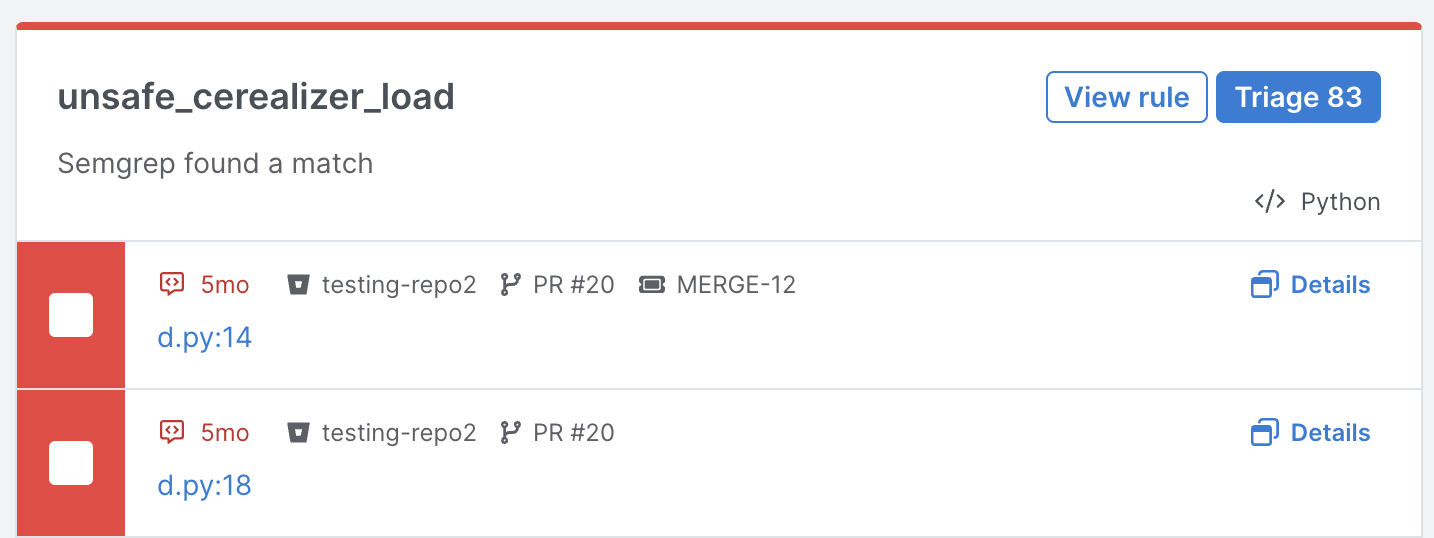 unsafe_cerealizer_load
View rule
Triage 83
Semgrep found a match
</> Python
5mo testing-repo2 PR #20 MERGE-12 Details
d.py:14
5mo testing-repo2 PR #20 Details
d.py:18